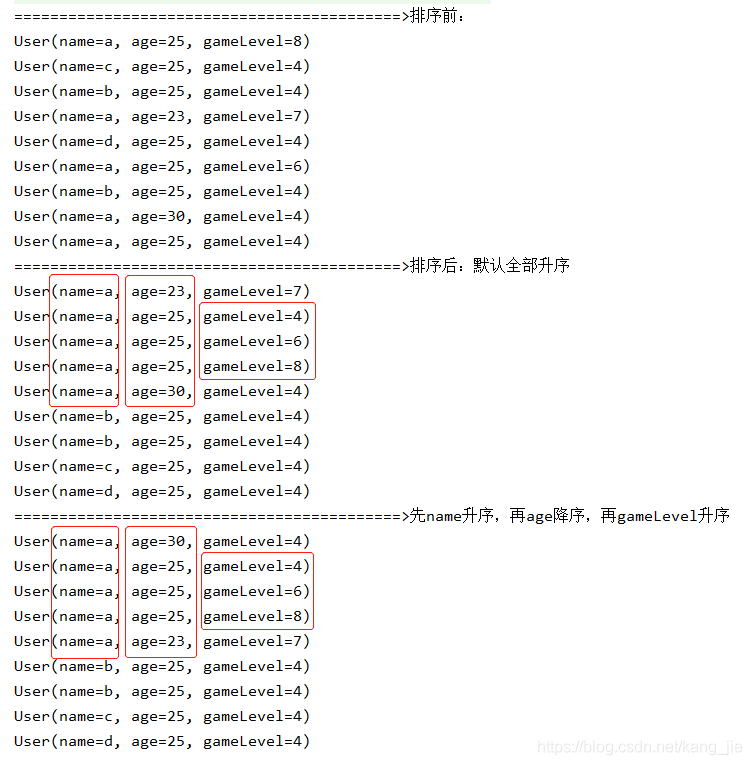 ===========================================>排序前：
User(name=a, age=25, gameLevel=8)
User(name=c, age=25, gameLevel=4)
User(name=b, age=25, gameLevel=4)
User(name=a, age=23, gameLevel=7)
User(name=d, age=25, gameLevel=4)
User(name=a, age=25, gameLevel=6)
User(name=b, age=25, gameLevel=4)
User(name=a, age=30, gameLevel=4)
User(name=a, age=25, gameLevel=4)
===========================================>排序后：默认全部升序
User(name=a, age=23, gameLevel=7)
User(name=a, age=25, gameLevel=4)
User(name=a, age=25, gameLevel=6)
User(name=a, age=25, gameLevel=8)
User(name=a, age=30, gameLevel=4)
User(name=b, age=25, gameLevel=4)
User(name=b, age=25, gameLevel=4)
User(name=c, age=25, gameLevel=4)
User(name=d, age=25, gameLevel=4)
===========================================>先name升序，再age降序，再gameLevel升序
User(name=a, age=30, gameLevel=4)
User(name=a, age=25, gameLevel=4)
User(name=a, age=25, gameLevel=6)
User(name=a, age=25, gameLevel=8)
User(name=a, age=23, gameLevel=7)
User(name=b, age=25, gameLevel=4)
User(name=b, age=25, gameLevel=4)
User(name=c, age=25, gameLevel=4)
User(name=d, age=25, gameLevel=4)
https://blog.csdn.net/kang_jie